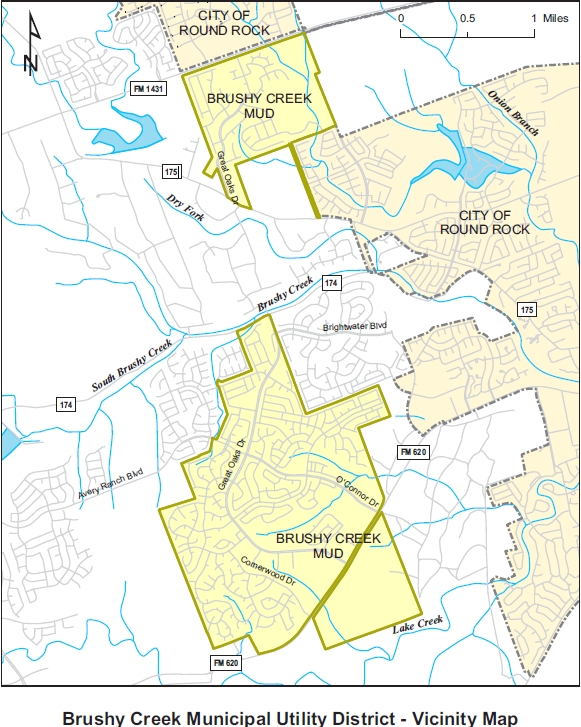 CITY OF
ROUND ROCK
0 0.5 1 Miles
N
FM 1431
BRUSHY CREEK
MUD
Onion Branch
175
Great Oaks Dr
Dry Fork
CITY OF
ROUND ROCK
Brushy Creek
174
175
Brightwater Blvd
South Brushy Creek
174
Great Oaks Dr
FM 620
Avery Ranch Blvd
O'Connor Dr
BRUSHY CREEK
MUD
Cornerwood Dr
Lake Creek
FM 620
Brushy Creek Municipal Utility District - Vicinity Map